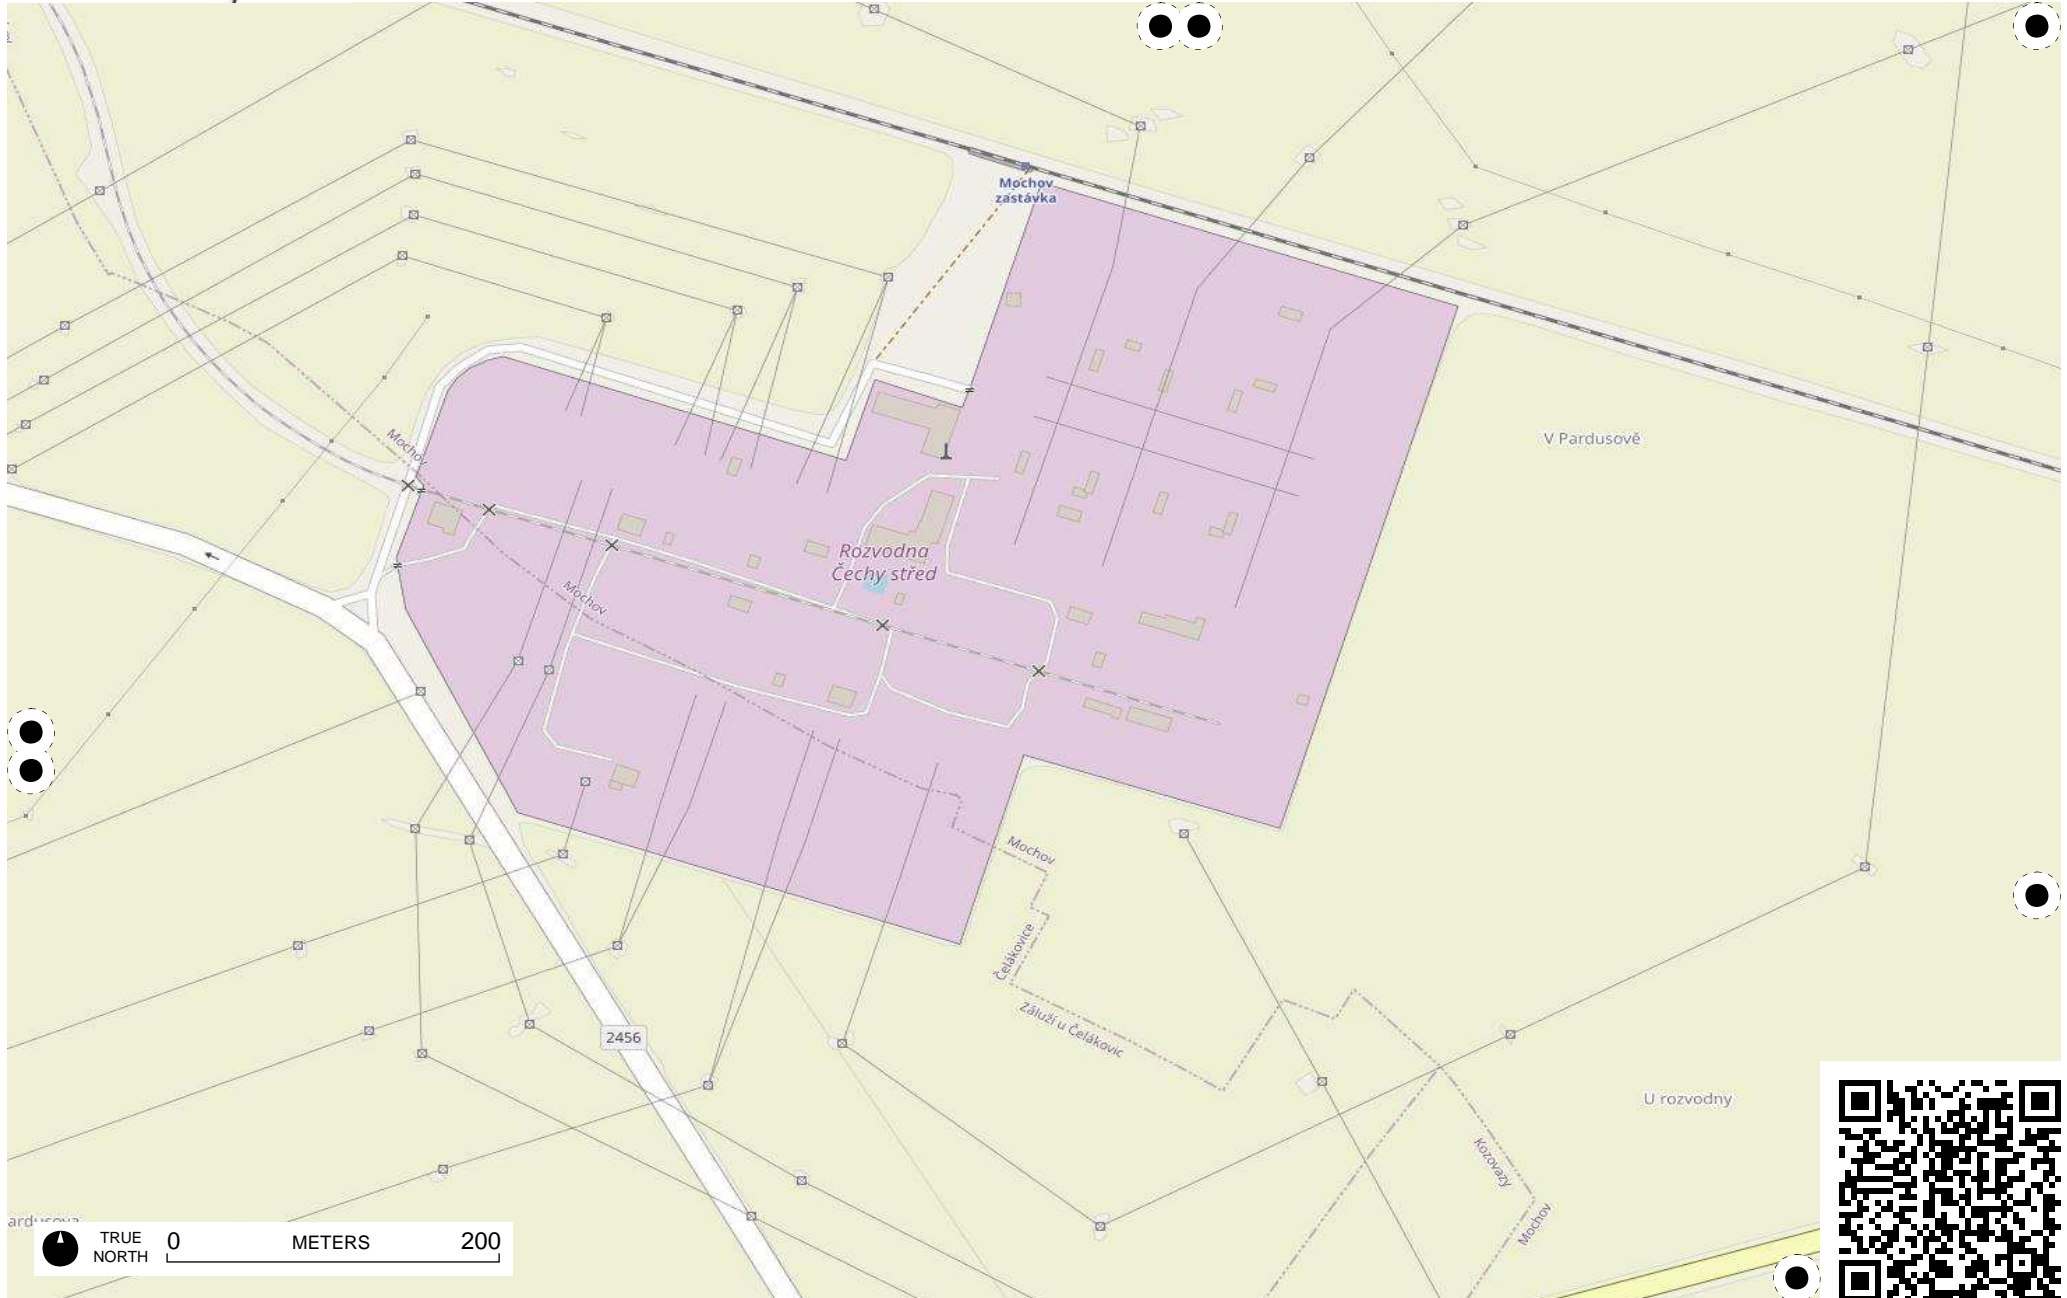 Mochov
zastávka
V Pardusově
Mochov
Rozvodna
Čechy střed
Mochov
Mochov
Čelákovice
Záluží u Čelákovic
2456
U rozvodny
Kozovazy
Mochov
TRUE
NORTH
0 METERS 200